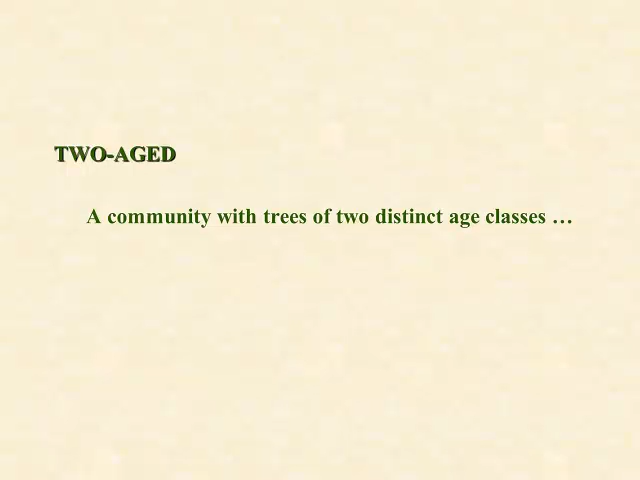 TWO-AGED
A community with trees of two distinct age classes …